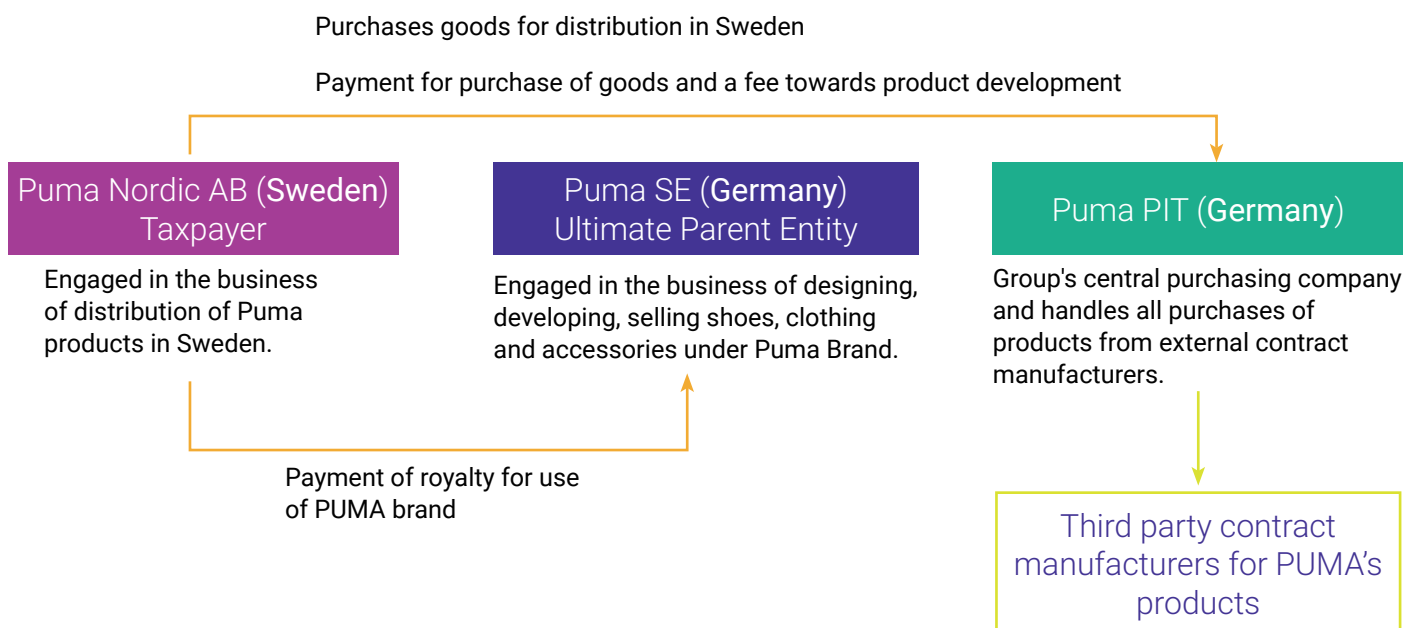 Purchases goods for distribution in Sweden
Payment for purchase of goods and a fee towards product development
Puma Nordic AB (Sweden)
Taxpayer
Engaged in the business
of distribution of Puma
products in Sweden.
Puma SE (Germany)
Ultimate Parent Entity
Engaged in the business of designing,
developing, selling shoes, clothing
and accessories under Puma Brand.
Puma PIT (Germany)
Group's central purchasing company
and handles all purchases of
products from external contract
manufacturers.
Payment of royalty for use
of PUMA brand
Third party contract
manufacturers for PUMA’s
products